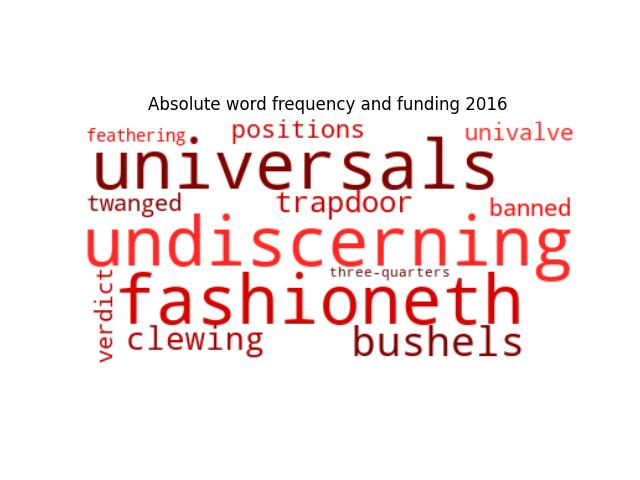 Absolute word frequency and funding 2016
feathering
positions
univalve
universals
twanged
trapdoor
banned
undiscerning
three-quarters
verdict
fashioneth
clewing
bushels